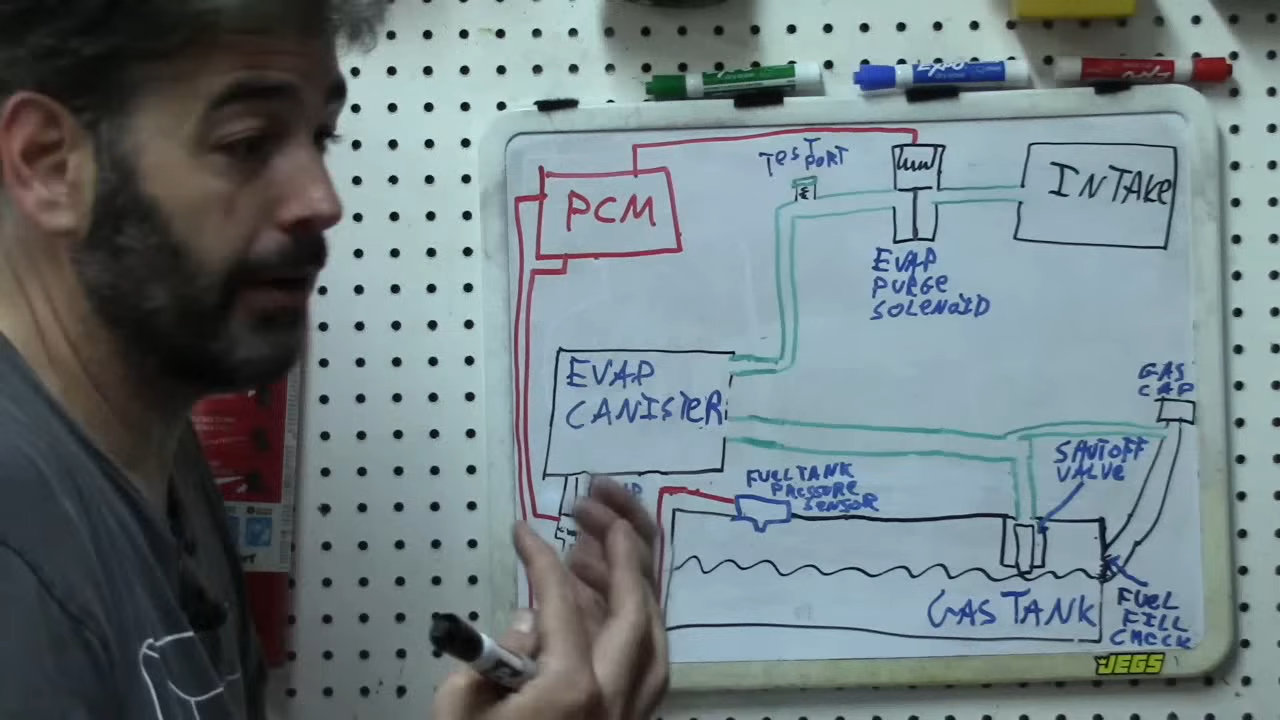 EXPO
TEST
PORT
PCM
INTAKE
EVAP
PURGE
SOLENOID
EVAP
CANISTER
GAS
CAP
SHUTOFF
VALVE
FULL TANK
PRESSURE
SENSOR
GAS TANK
FUEL
FILL
CHECK
JEGS